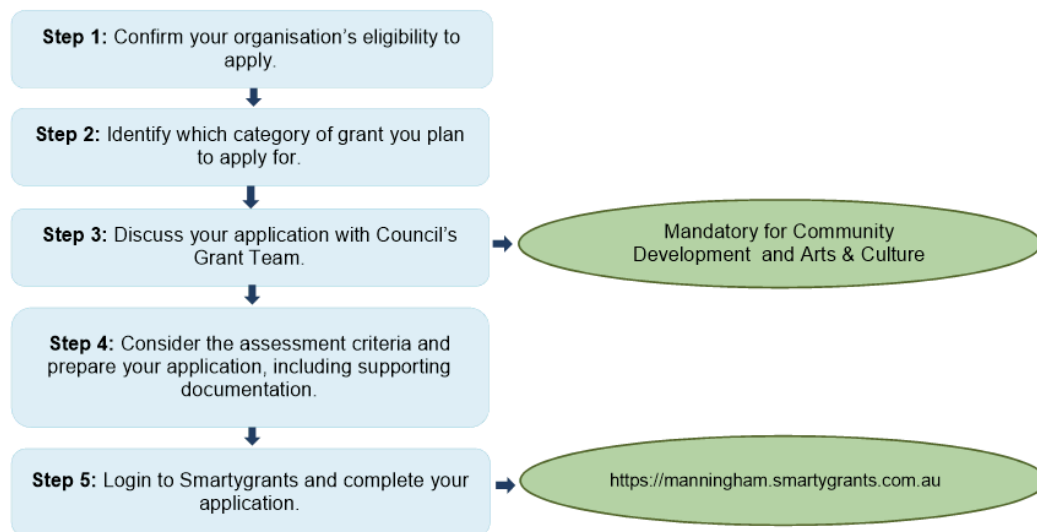 Step 1: Confirm your organisation's eligibility to
apply.
Step 2: Identify which category of grant you plan
to apply for.
Step 3: Discuss your application with Council's
Grant Team.
Mandatory for Community
Development and Arts & Culture
Step 4: Consider the assessment criteria and
prepare your application, including supporting
documentation.
Step 5: Login to Smartygrants and complete your
application.
https://manningham.smartygrants.com.au